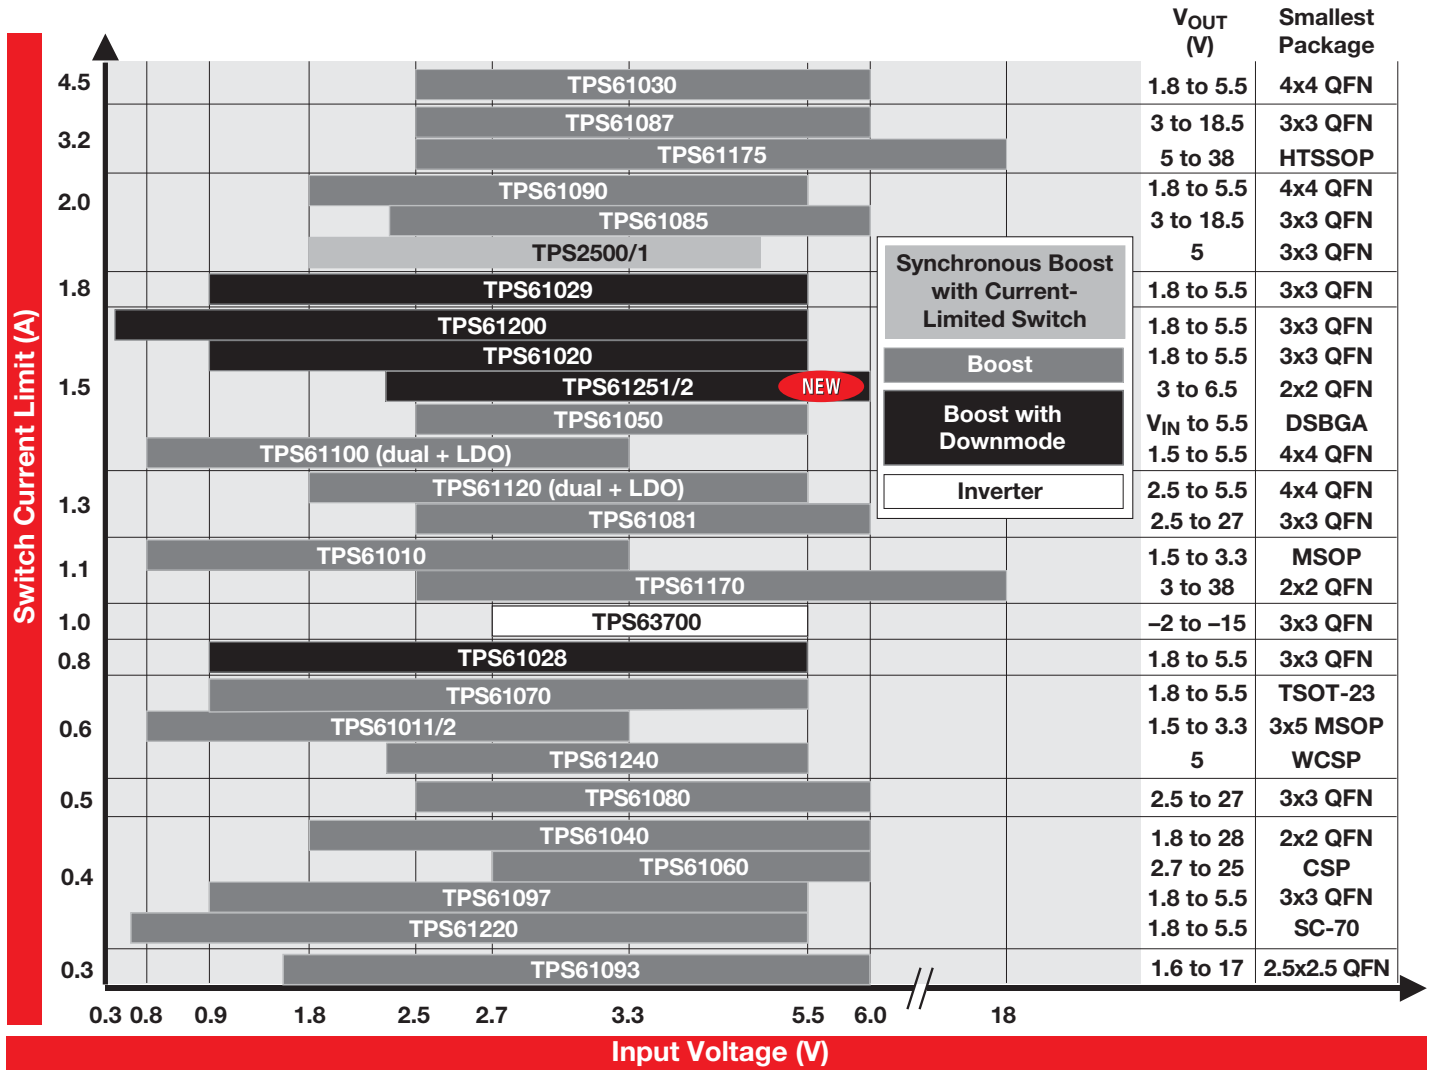 V_OUT (V)
Smallest Package
4.5
TPS61030
1.8 to 5.5
4x4 QFN
3.2
TPS61087
3 to 18.5
3x3 QFN
TPS61175
5 to 38
HTSSOP
2.0
TPS61090
1.8 to 5.5
4x4 QFN
TPS61085
3 to 18.5
3x3 QFN
TPS2500/1
5
3x3 QFN
1.8
TPS61029
1.8 to 5.5
3x3 QFN
1.5
TPS61200
1.8 to 5.5
3x3 QFN
TPS61020
1.8 to 5.5
3x3 QFN
TPS61251/2
NEW
3 to 6.5
2x2 QFN
TPS61050
V_IN to 5.5
DSBGA
TPS61100 (dual + LDO)
1.5 to 5.5
4x4 QFN
1.3
TPS61120 (dual + LDO)
2.5 to 5.5
4x4 QFN
TPS61081
2.5 to 27
3x3 QFN
1.1
TPS61010
1.5 to 3.3
MSOP
TPS61170
3 to 38
2x2 QFN
1.0
TPS63700
–2 to –15
3x3 QFN
0.8
TPS61028
1.8 to 5.5
3x3 QFN
0.6
TPS61070
1.8 to 5.5
TSOT-23
TPS61011/2
1.5 to 3.3
3x5 MSOP
TPS61240
5
WCSP
0.5
TPS61080
2.5 to 27
3x3 QFN
0.4
TPS61040
1.8 to 28
2x2 QFN
TPS61060
2.7 to 25
CSP
TPS61097
1.8 to 5.5
3x3 QFN
TPS61220
1.8 to 5.5
SC-70
0.3
TPS61093
1.6 to 17
2.5x2.5 QFN
Synchronous Boost
with Current-
Limited Switch
Boost
Boost with
Downmode
Inverter
0.3 0.8 0.9 1.8 2.5 2.7 3.3 5.5 6.0 18
Input Voltage (V)
Switch Current Limit (A)